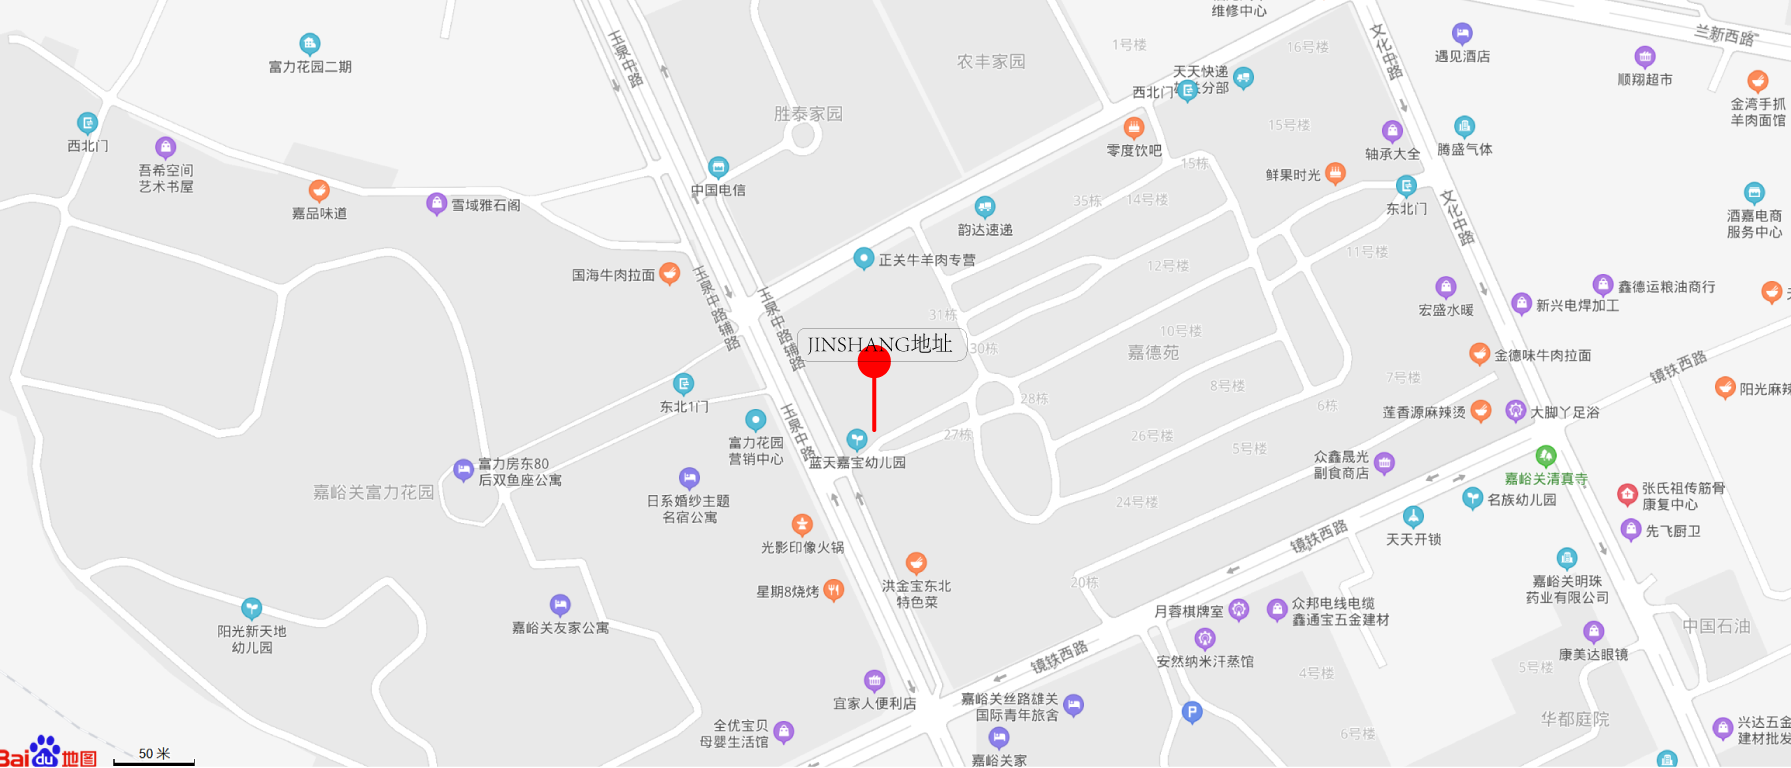 维修中心
玉泉中路
文化中路
兰新西路
1号楼
16号楼
遇见酒店
顺翔超市
富力花园二期
农丰家园
天天快递
西北门
金湾手抓
羊肉面馆
胜泰家园
西北门
吾希空间
艺术书屋
零度饮吧
15号楼
轴承大全
腾盛气体
15栋
鲜果时光
中国电信
嘉品味道
雪域雅石阁
35栋
14号楼
东北门
文化中路
酒嘉电商
服务中心
韵达速递
正关牛羊肉专营
12号楼
11号楼
国海牛肉拉面
玉泉中路辅路
玉泉中路辅路
31栋
宏盛水暖
新兴电焊加工
鑫德运粮油商行
JINSHANG地址
30栋
10号楼
嘉德苑
金德味牛肉拉面
镜铁西路
阳光麻辣
8号楼
7号楼
6栋
28栋
莲香源麻辣烫
大脚丫足浴
东北1门
玉泉中路
富力花园
营销中心
27栋
26号楼
5号楼
蓝天嘉宝幼儿园
众鑫晟光
副食商店
嘉峪关清真寺
富力房东80
后双鱼座公寓
嘉峪关富力花园
日系婚纱主题
名宿公寓
24号楼
名族幼儿园
张氏祖传筋骨
康复中心
先飞厨卫
天天开锁
镜铁西路
光影印像火锅
洪金宝东北
特色菜
星期8烧烤
20栋
嘉峪关明珠
药业有限公司
月蓉棋牌室
众邦电线电缆
鑫通宝五金建材
中国石油
阳光新天地
幼儿园
嘉峪关友家公寓
镜铁西路
安然纳米汗蒸馆
康美达眼镜
4号楼
5号楼
宜家人便利店
嘉峪关丝路雄关
国际青年旅舍
P
华都庭院
6号楼
全优宝贝
母婴生活馆
嘉峪关家
兴达五金
建材批发
Bai du 地图
50 米